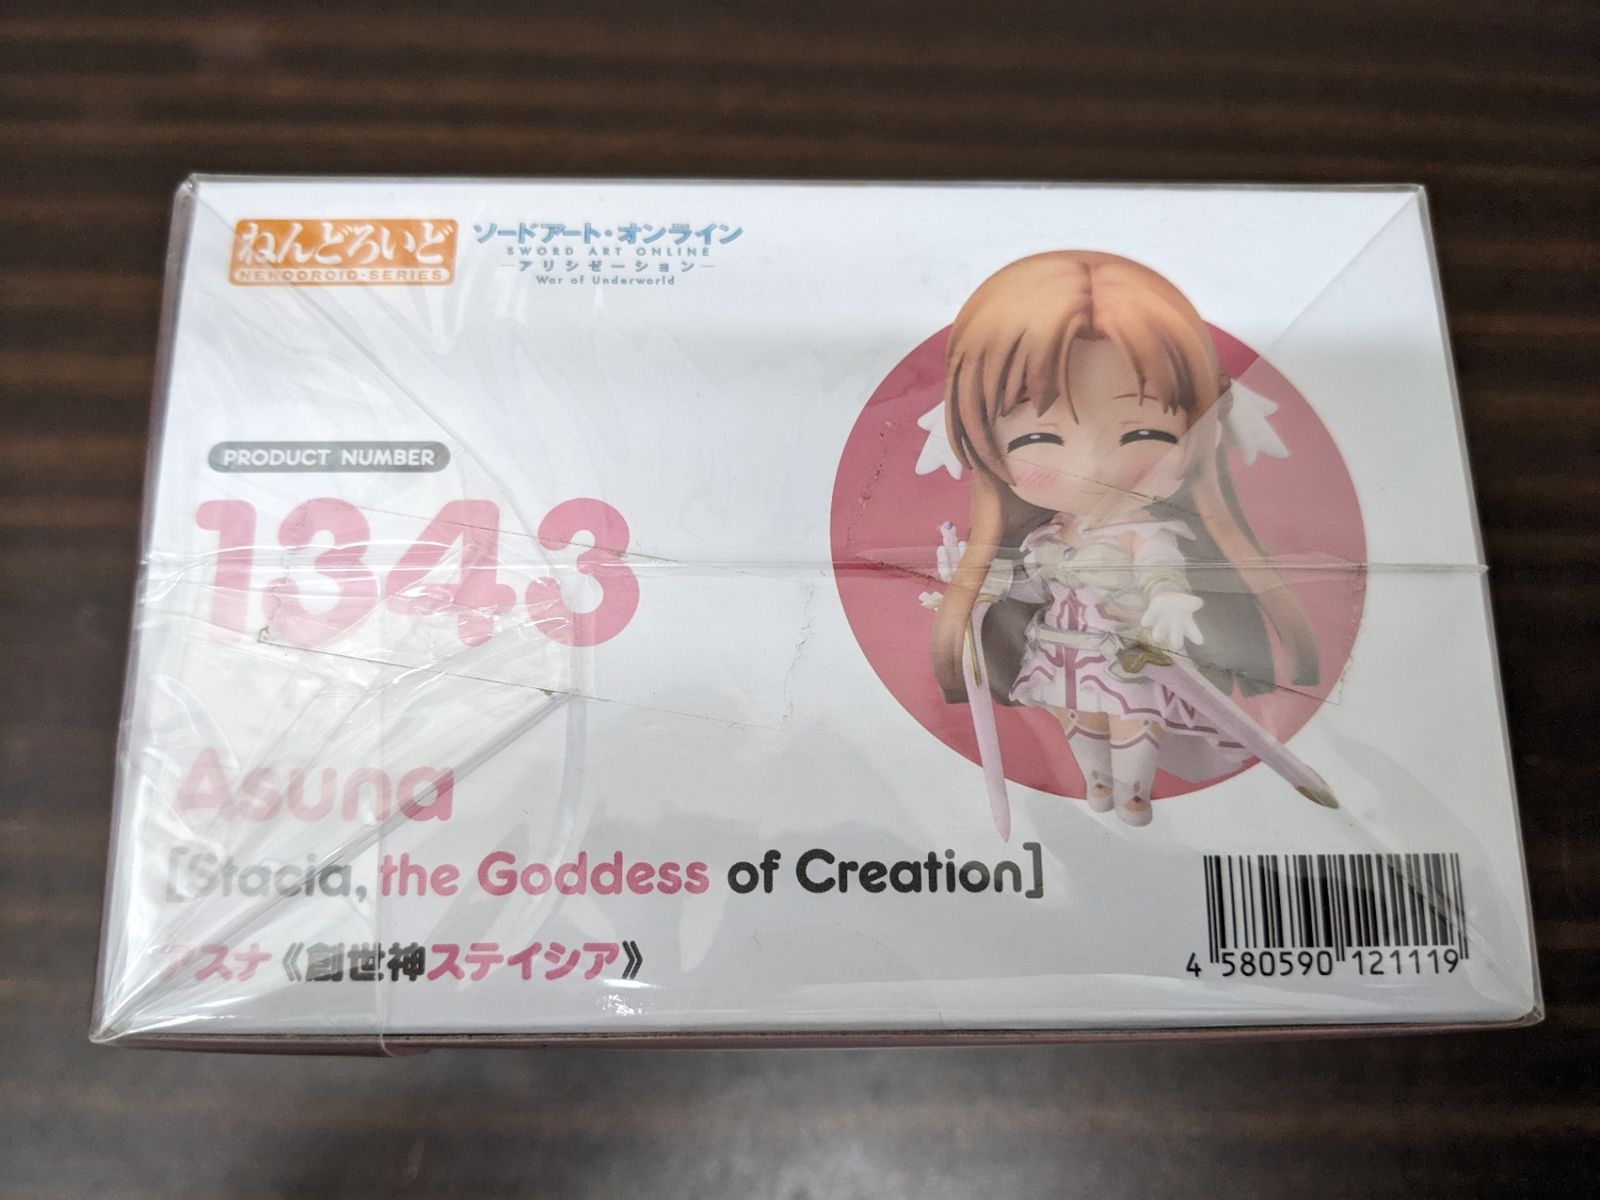 ねんどろいど
NENDOROID·SERIES
ソードアート・オンライン
SWORD ART ONLINE
アリシゼーション
War of Underworld
PRODUCT NUMBER
1343
Asuna
[Stacia, the Goddess of Creation]
アスナ《創世神ステイシア》
4 580590 121119